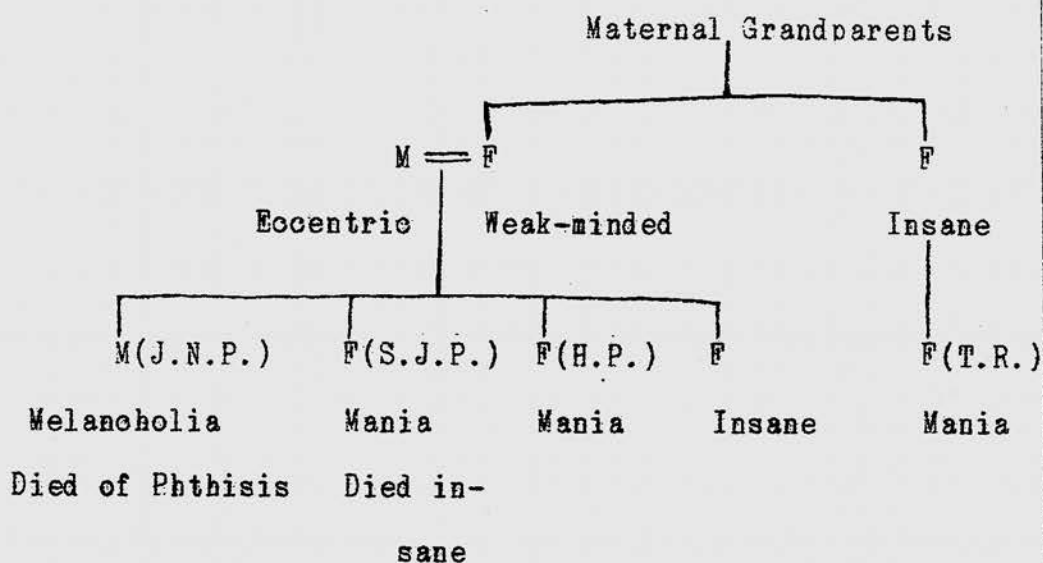 Maternal Grandparents
M = F F
Eccentric Weak-minded Insane
M(J.N.P.) F(S.J.P.) F(H.P.) F F(T.R.)
Melancholia Mania Mania Insane Mania
Died of Phthisis Died in-
sane